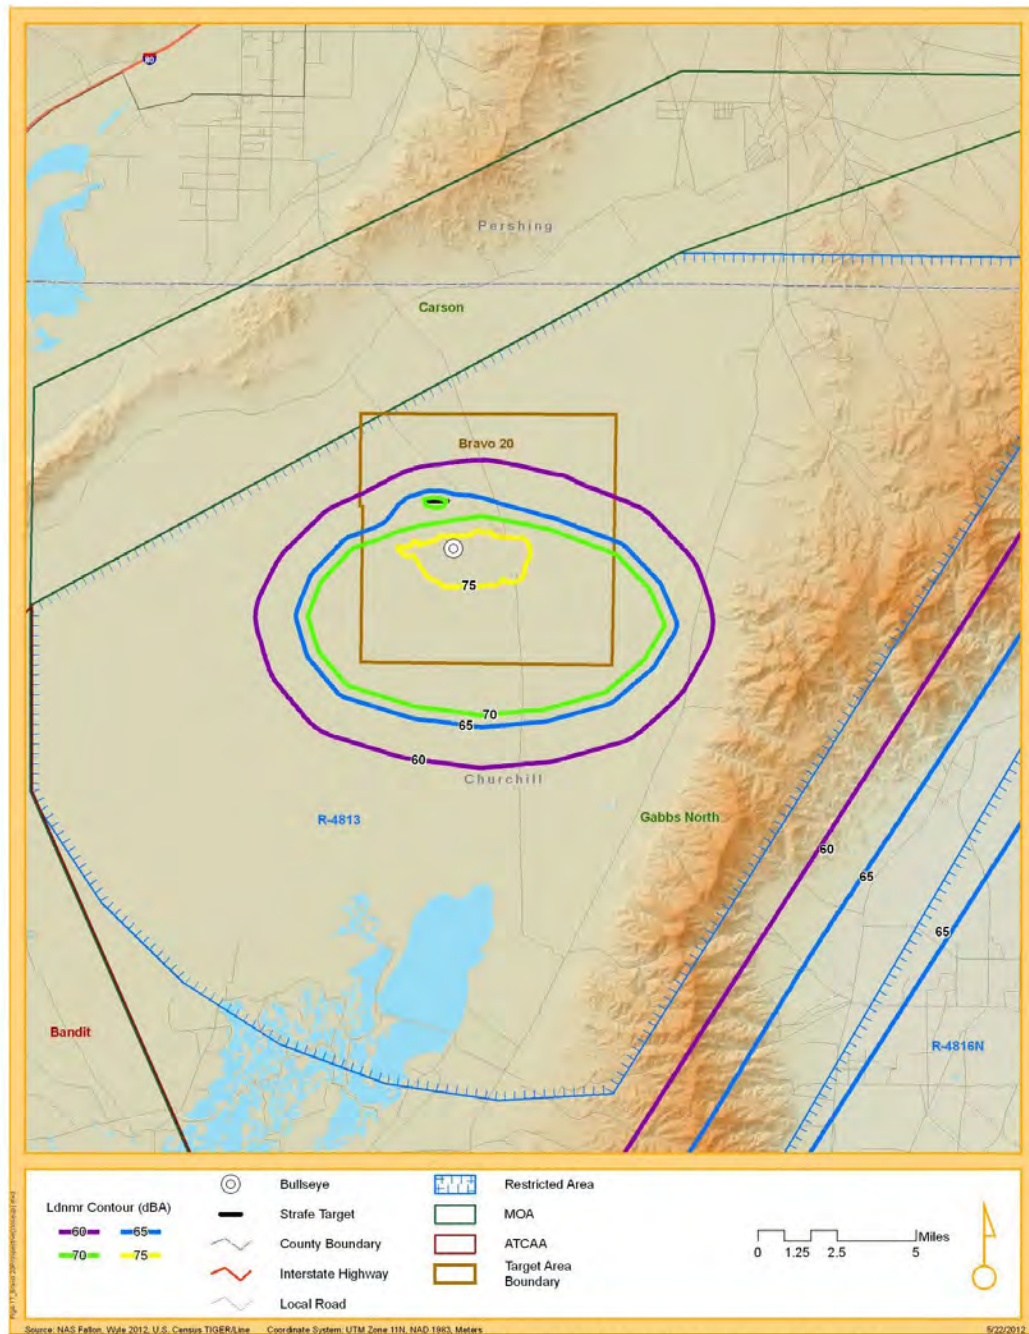 80
Pershing
Carson
Bravo 20
75
70
65
60
Churchill
R-4813
Gabbs North
60
65
65
Bandit
R-4816N
Ldnmr Contour (dBA)
60
65
70
75
Bullseye
Strafe Target
County Boundary
Interstate Highway
Local Road
Restricted Area
MOA
ATCAA
Target Area
Boundary
Miles
0 1.25 2.5 5
Source: NAS Fallon, Wyle 2012, U.S. Census TIGER/Line Coordinate System: UTM Zone 11N, NAD 1983, Meters
5/22/2012